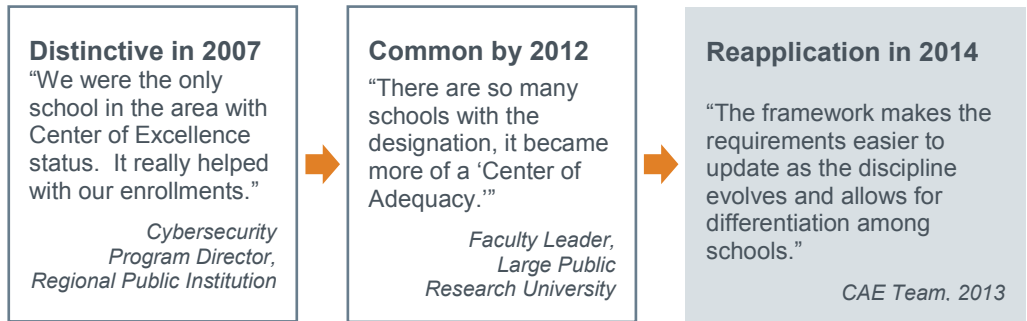 Distinctive in 2007
“We were the only
school in the area with
Center of Excellence
status.  It really helped
with our enrollments.”
Cybersecurity
Program Director,
Regional Public Institution
Common by 2012
“There are so many
schools with the
designation, it became
more of a ‘Center of
Adequacy.’”
Faculty Leader,
Large Public
Research University
Reapplication in 2014
“The framework makes the
requirements easier to
update as the discipline
evolves and allows for
differentiation among
schools.”
CAE Team, 2013